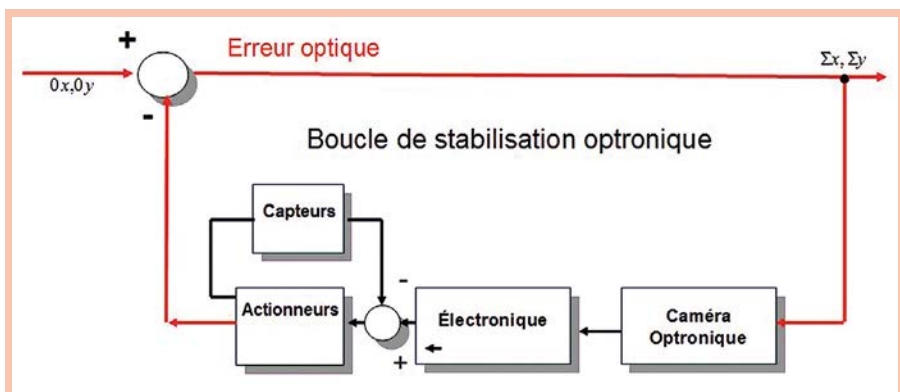 +
Erreur optique
Σx, Σy
0x,0y
-
Boucle de stabilisation optronique
Capteurs
-
Actionneurs
Électronique
Caméra
Optronique
+